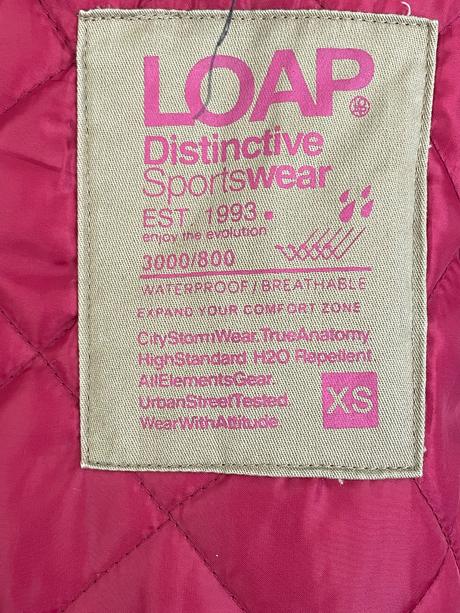 LOAP
Distinctive
Sportswear
EST. 1993.
enjoy the evolution
3000/800
WATERPROOF/BREATHABLE
EXPAND YOUR COMFORT ZONE
CityStormWear.TrueAnatomy
HighStandard H2O Repellent
AllElementsGear.
UrbanStreetTested
WearWithAttitude.
XS